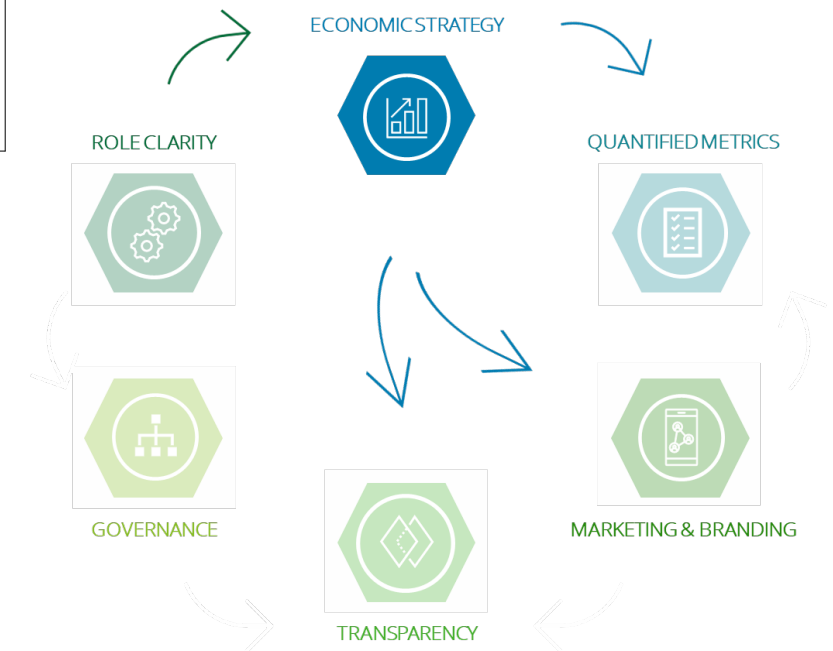 ECONOMIC STRATEGY
ROLE CLARITY
QUANTIFIED METRICS
GOVERNANCE
MARKETING & BRANDING
TRANSPARENCY